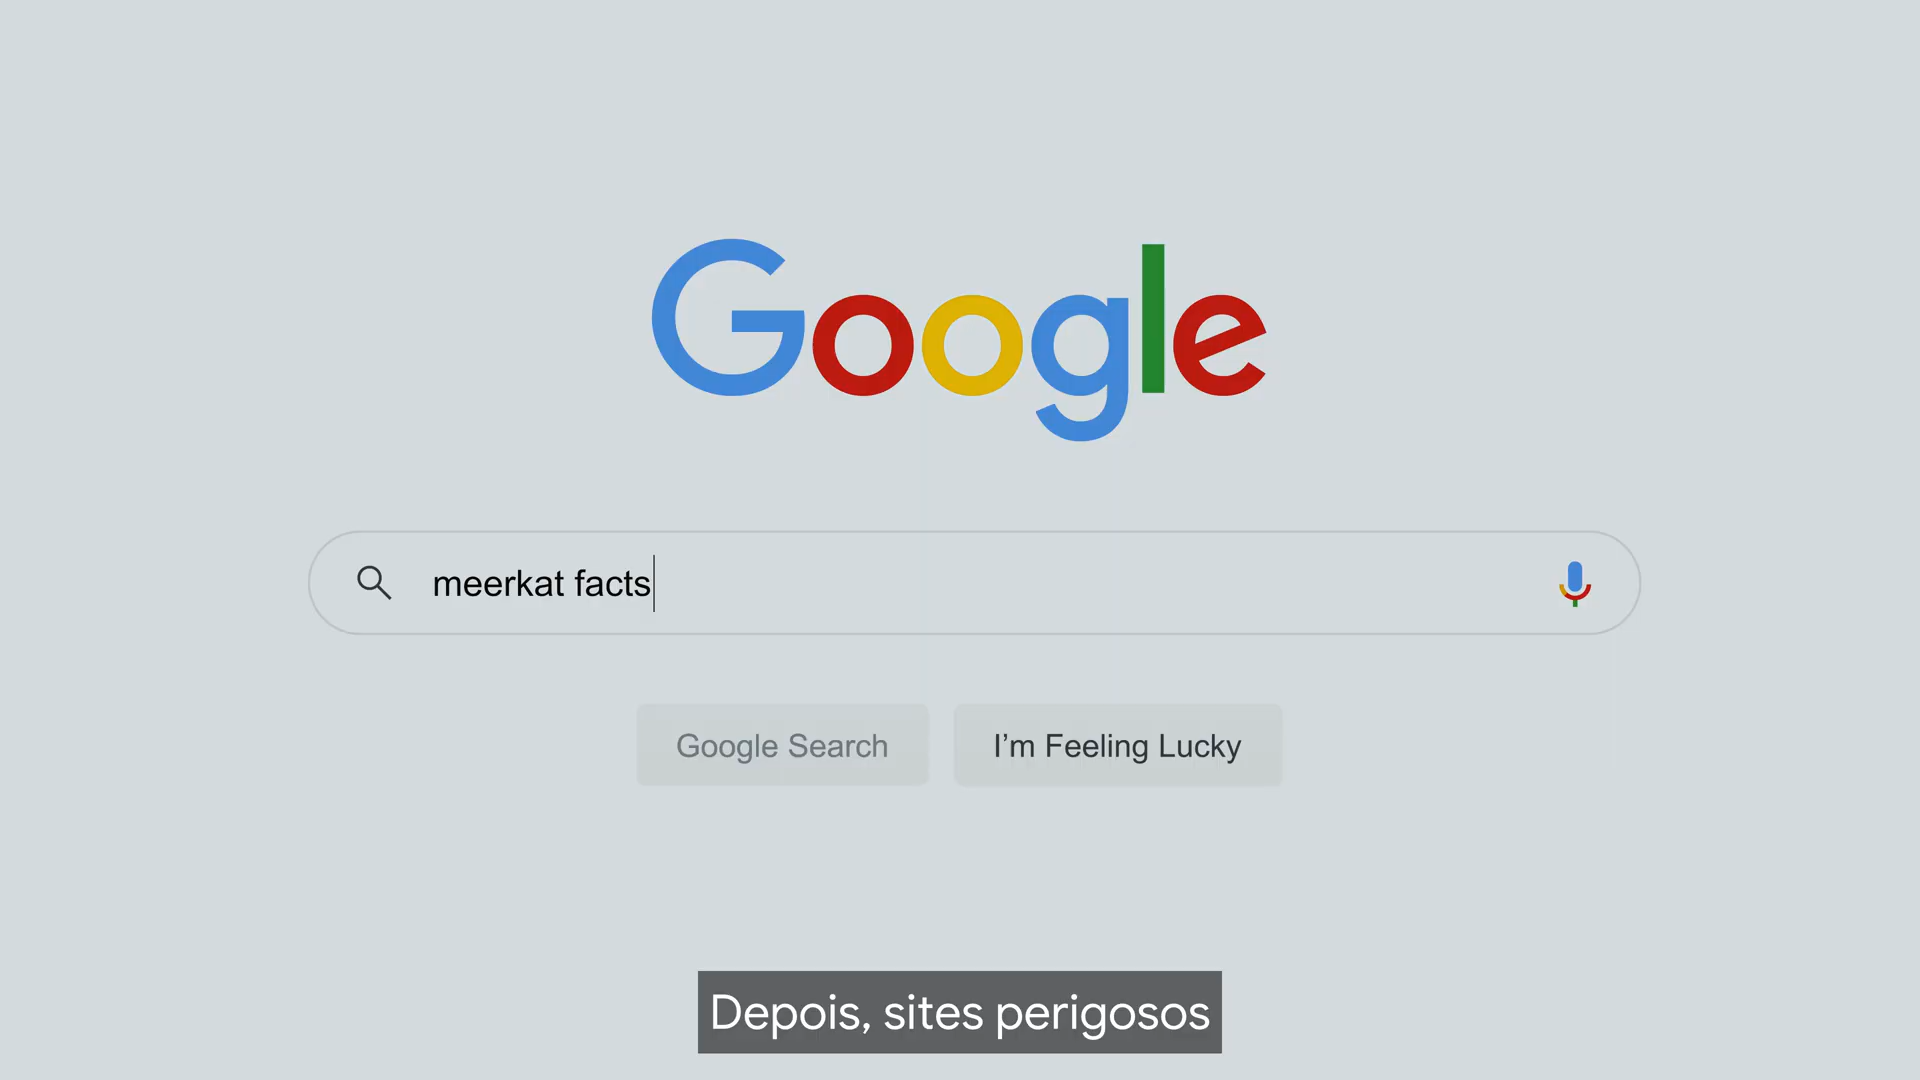 Google
meerkat facts
Google Search
I’m Feeling Lucky
Depois, sites perigosos